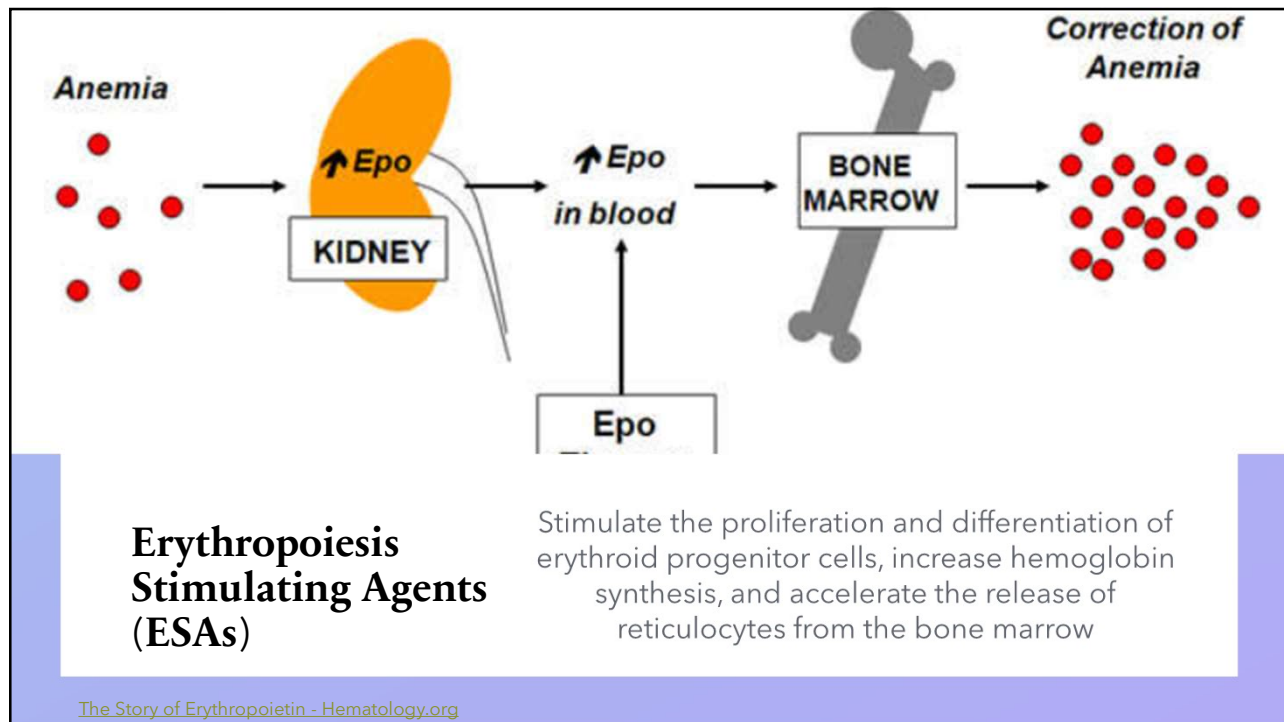 Anemia
↑ Epo
KIDNEY
↑ Epo
in blood
BONE
MARROW
Correction of
Anemia
Epo
Erythropoiesis
Stimulating Agents
(ESAs)
Stimulate the proliferation and differentiation of
erythroid progenitor cells, increase hemoglobin
synthesis, and accelerate the release of
reticulocytes from the bone marrow
The Story of Erythropoietin - Hematology.org